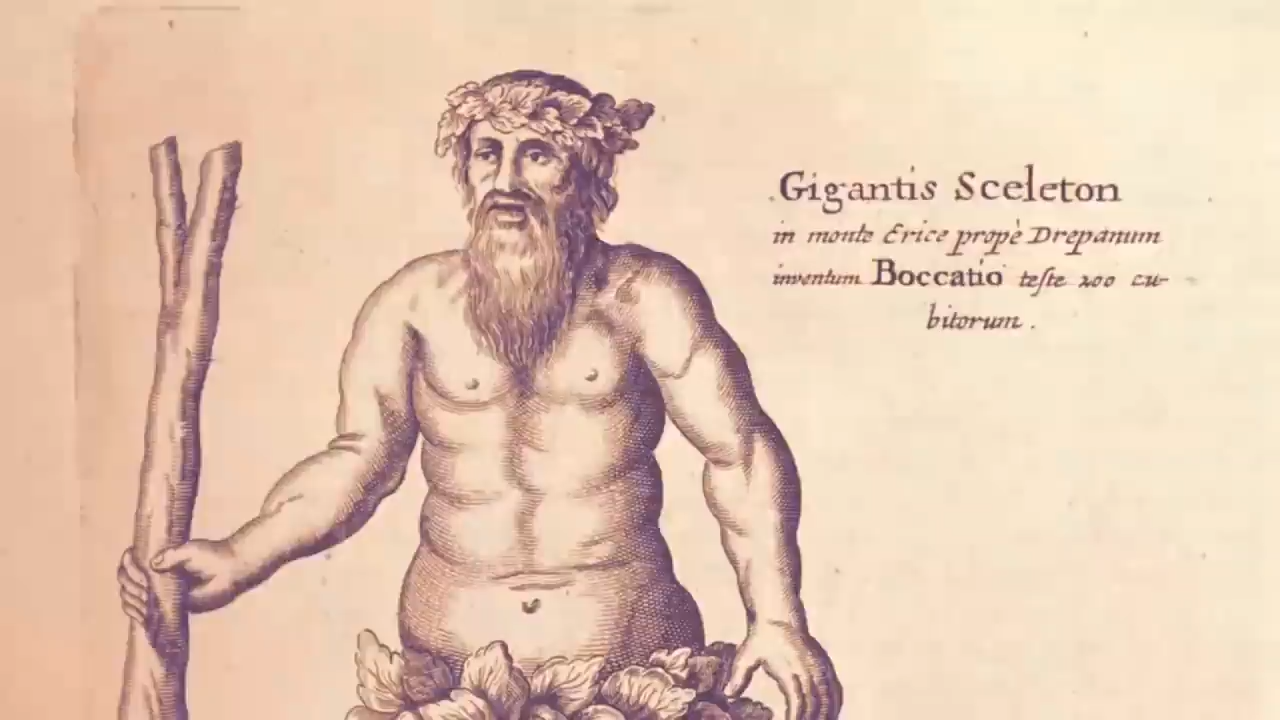 Gigantis Sceleton
in monte Erice propè Drepanum
inventum Boccatio teſte 200 cu-
bitorum.